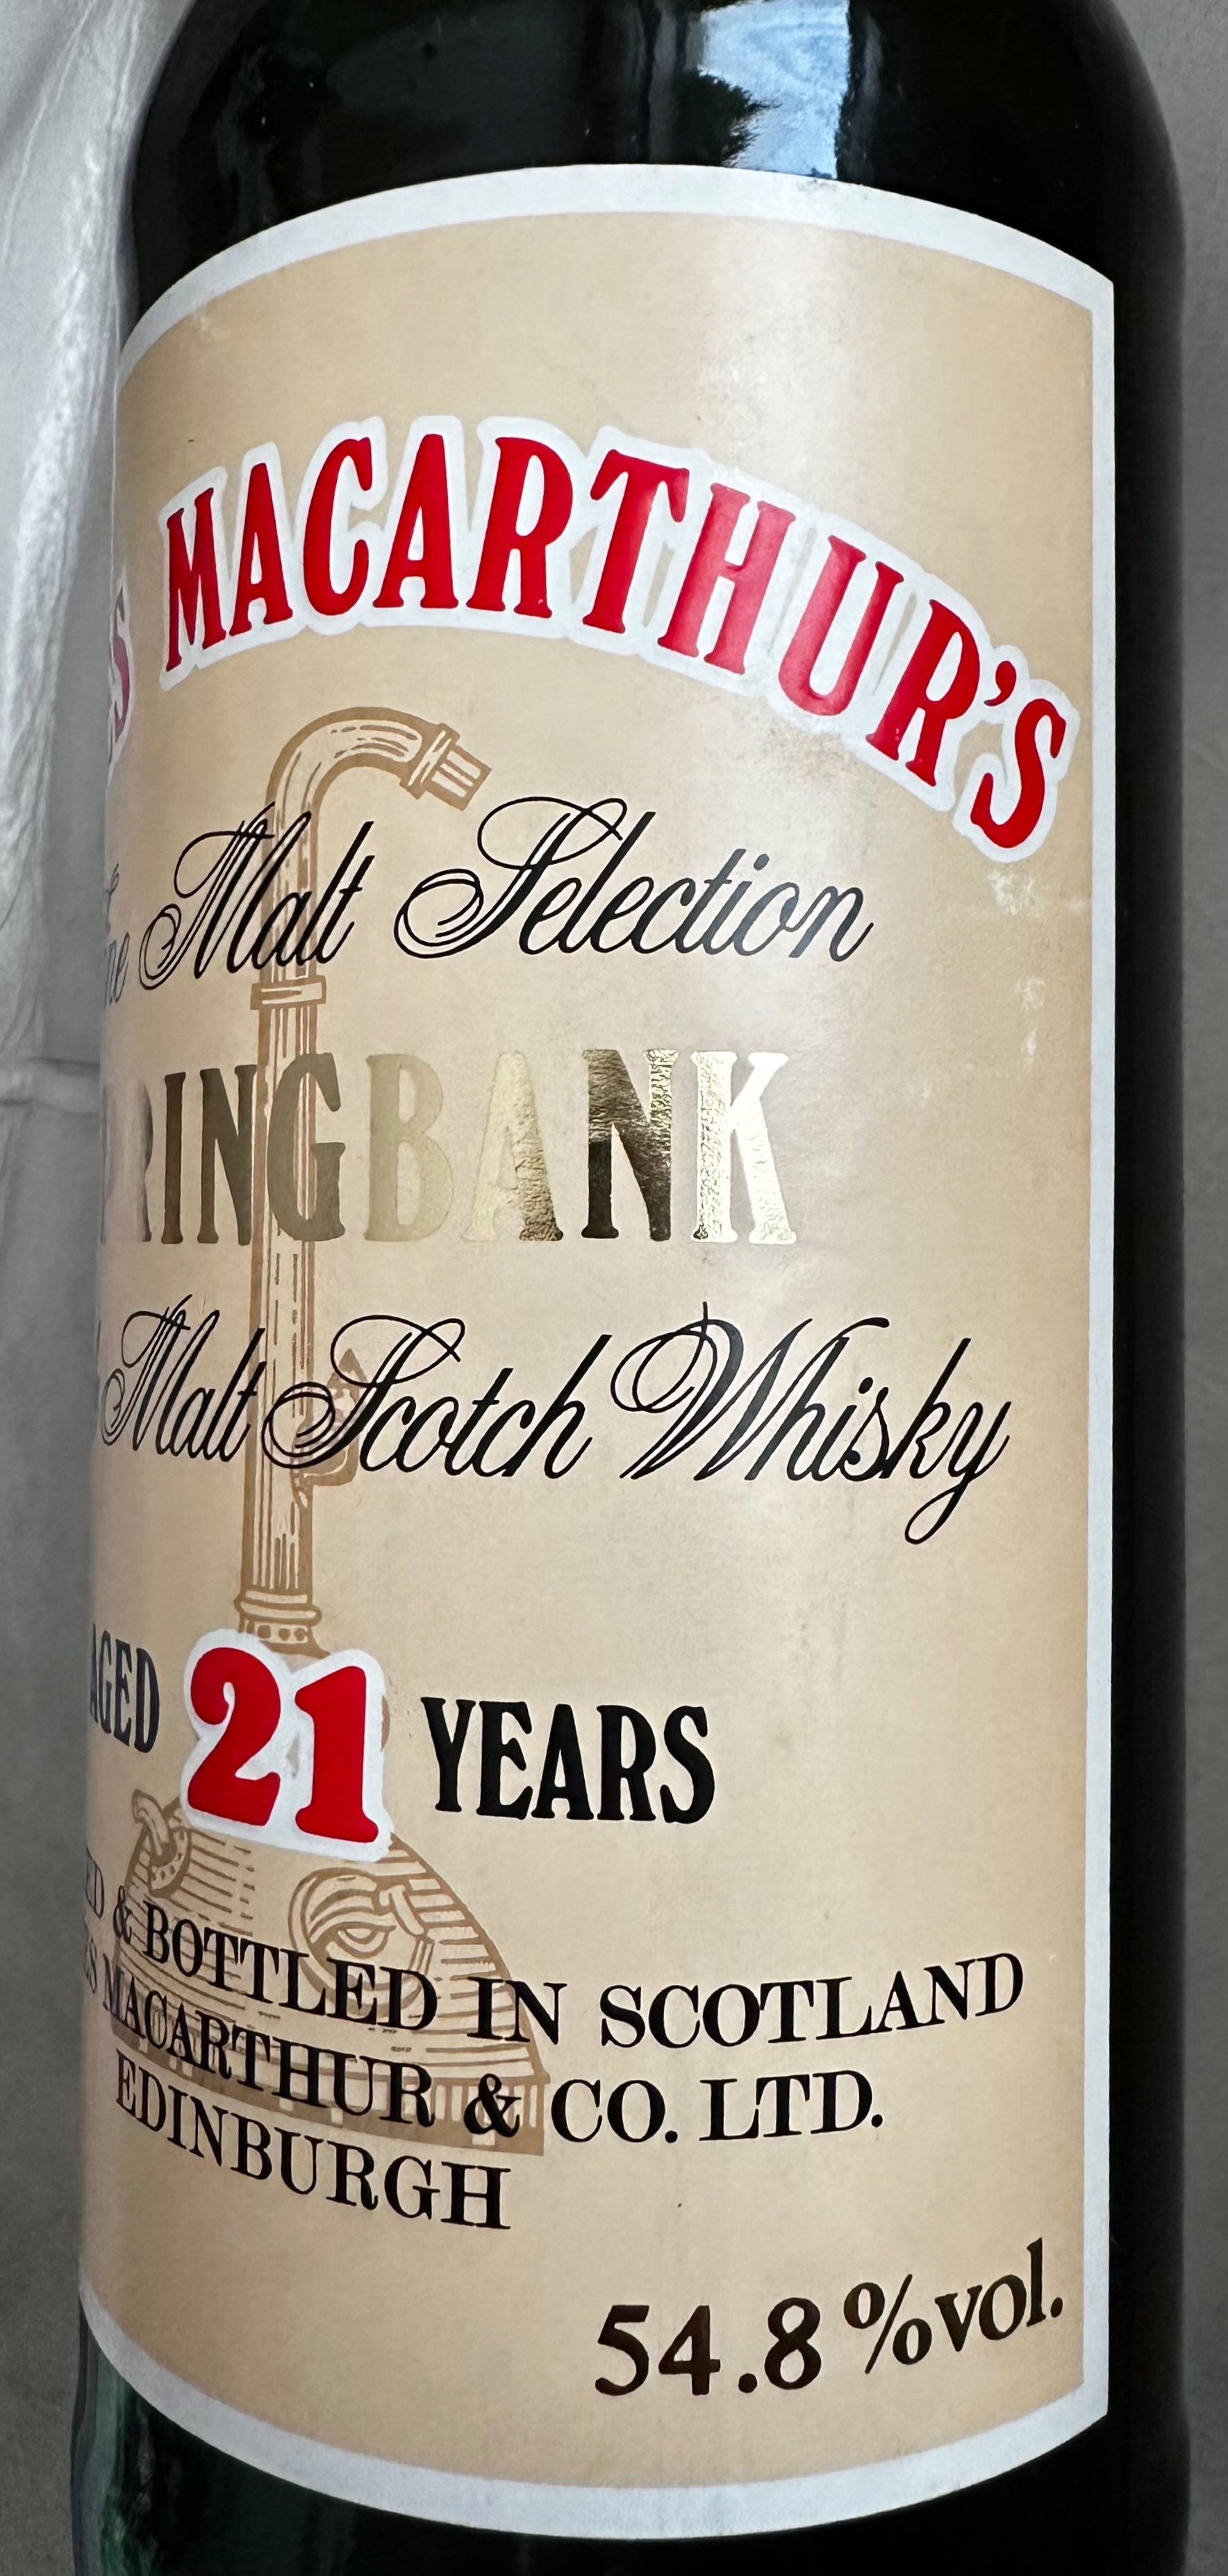 MACARTHUR'S
Malt Selection
RINGBANK
Malt Scotch Whisky
AGED 21 YEARS
& BOTTLED IN SCOTLAND
MACARTHUR & CO. LTD.
EDINBURGH
54.8%vol.